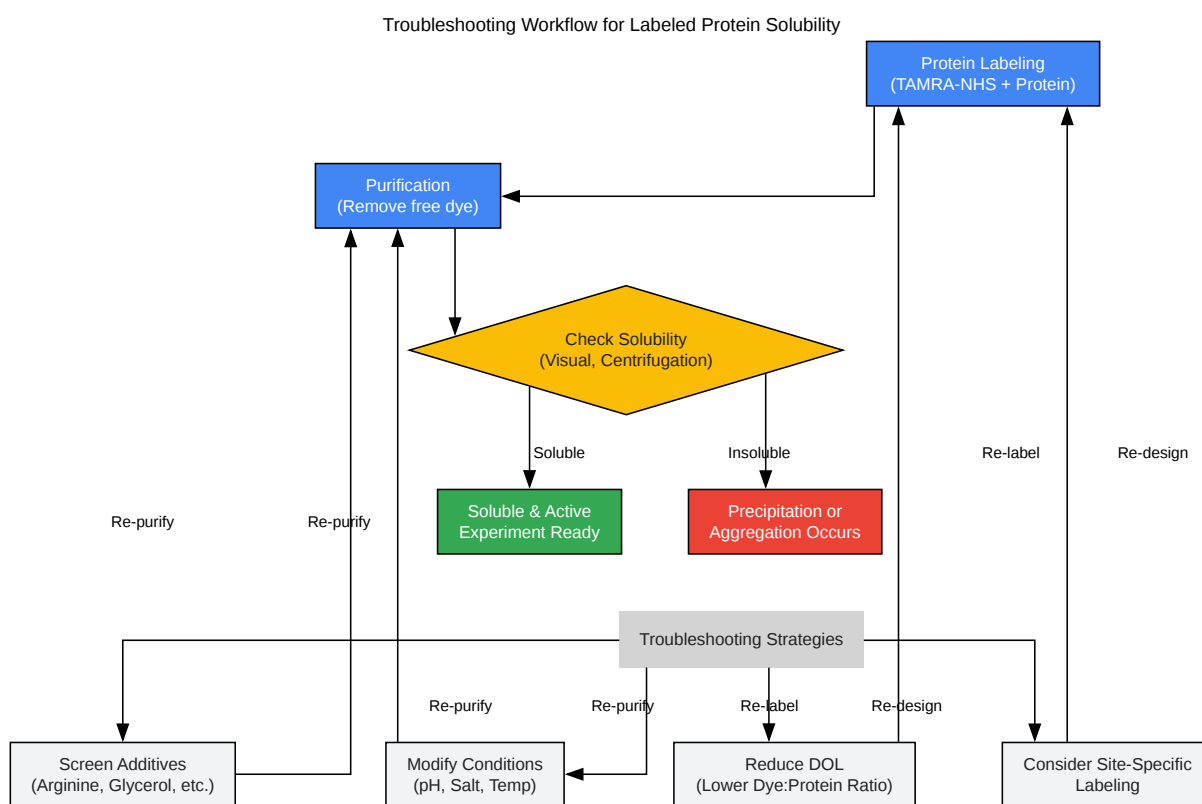 Troubleshooting Workflow for Labeled Protein Solubility
Protein Labeling
(TAMRA-NHS + Protein)
Purification
(Remove free dye)
Check Solubility
(Visual, Centrifugation)
Soluble
Insoluble
Re-label
Re-design
Soluble & Active
Experiment Ready
Precipitation or
Aggregation Occurs
Re-purify
Re-purify
Troubleshooting Strategies
Re-purify
Re-purify
Re-label
Re-design
Screen Additives
(Arginine, Glycerol, etc.)
Modify Conditions
(pH, Salt, Temp)
Reduce DOL
(Lower Dye:Protein Ratio)
Consider Site-Specific
Labeling